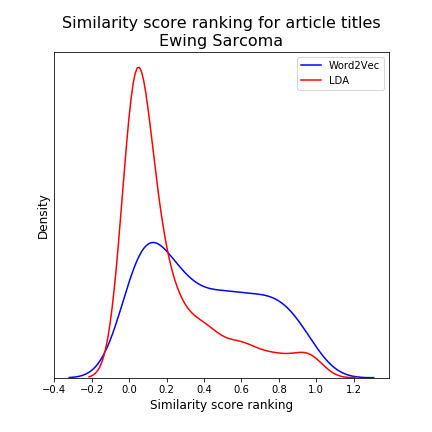 Similarity score ranking for article titles
Ewing Sarcoma
Word2Vec
LDA
Density
−0.4 −0.2 0.0 0.2 0.4 0.6 0.8 1.0 1.2
Similarity score ranking